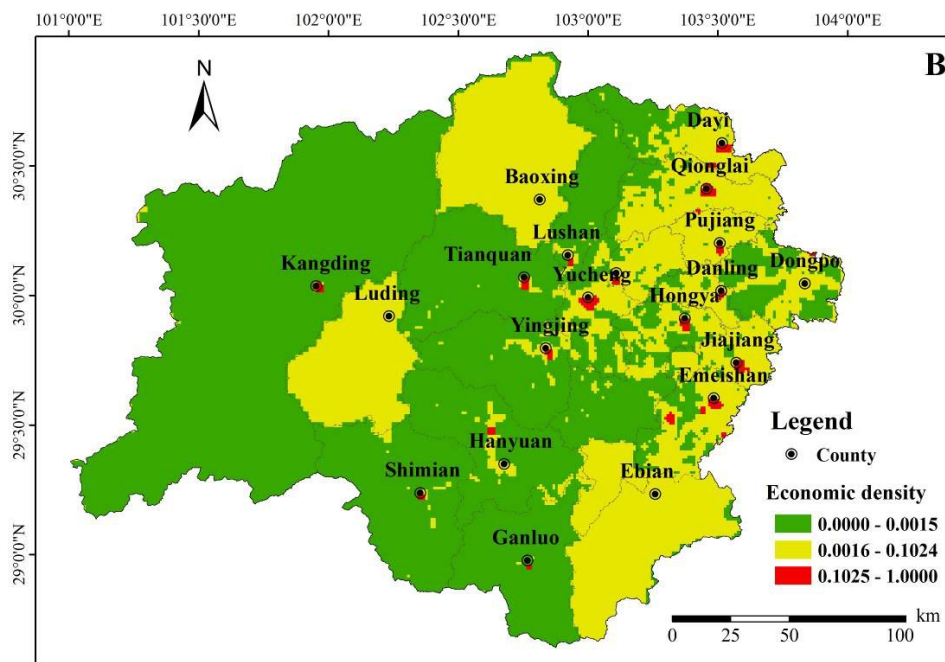 101°0'0"E 101°30'0"E 102°0'0"E 102°30'0"E 103°0'0"E 103°30'0"E 104°0'0"E
B
N
30°30'0"N
30°0'0"N
29°30'0"N
29°0'0"N
Dayi
Qionglai
Baoxing
Pujiang
Lushan
Tianquan
Yucheng
Danling
Dongpo
Kangding
Luding
Hongya
Yingjing
Jiajiang
Emeishan
Hanyuan
Shimian
Ebian
Ganluo
Legend
County
Economic density
0.0000 - 0.0015
0.0016 - 0.1024
0.1025 - 1.0000
km
0 25 50 100